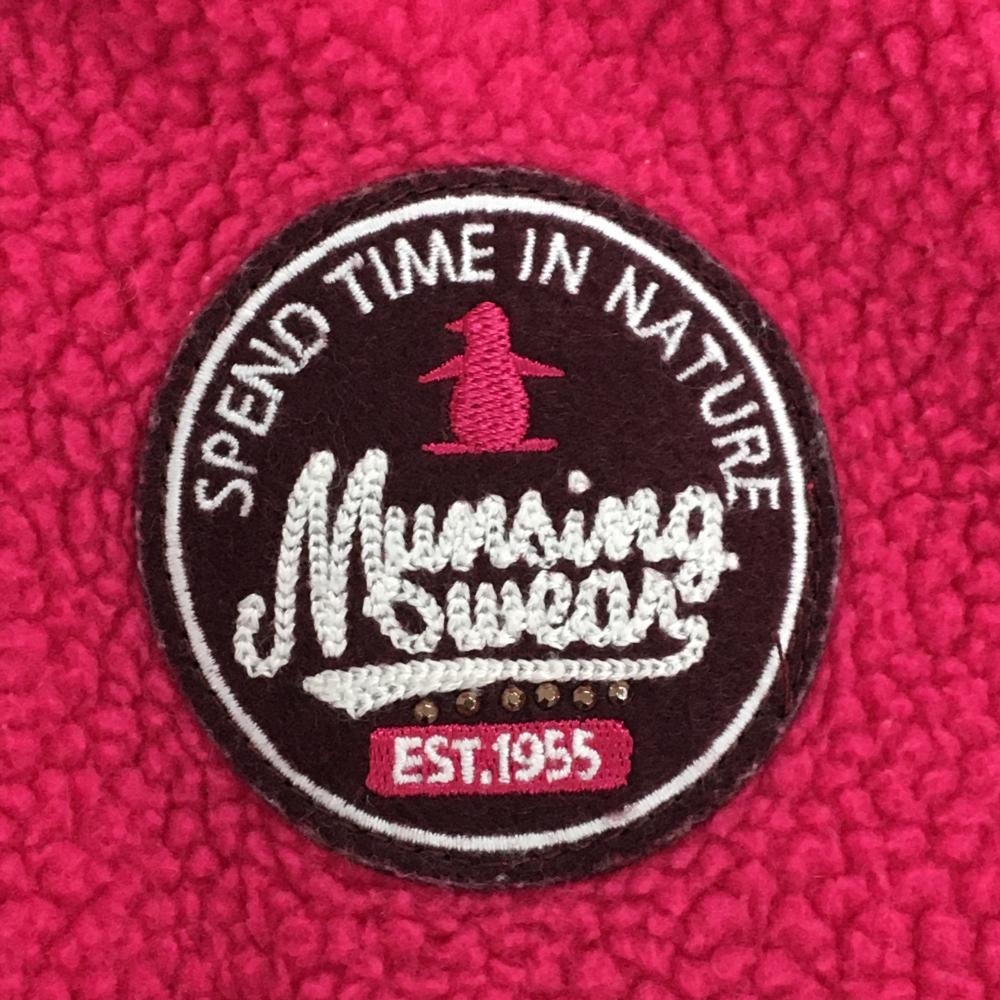 SPEND TIME IN NATURE
Munsing
wear
EST.1955